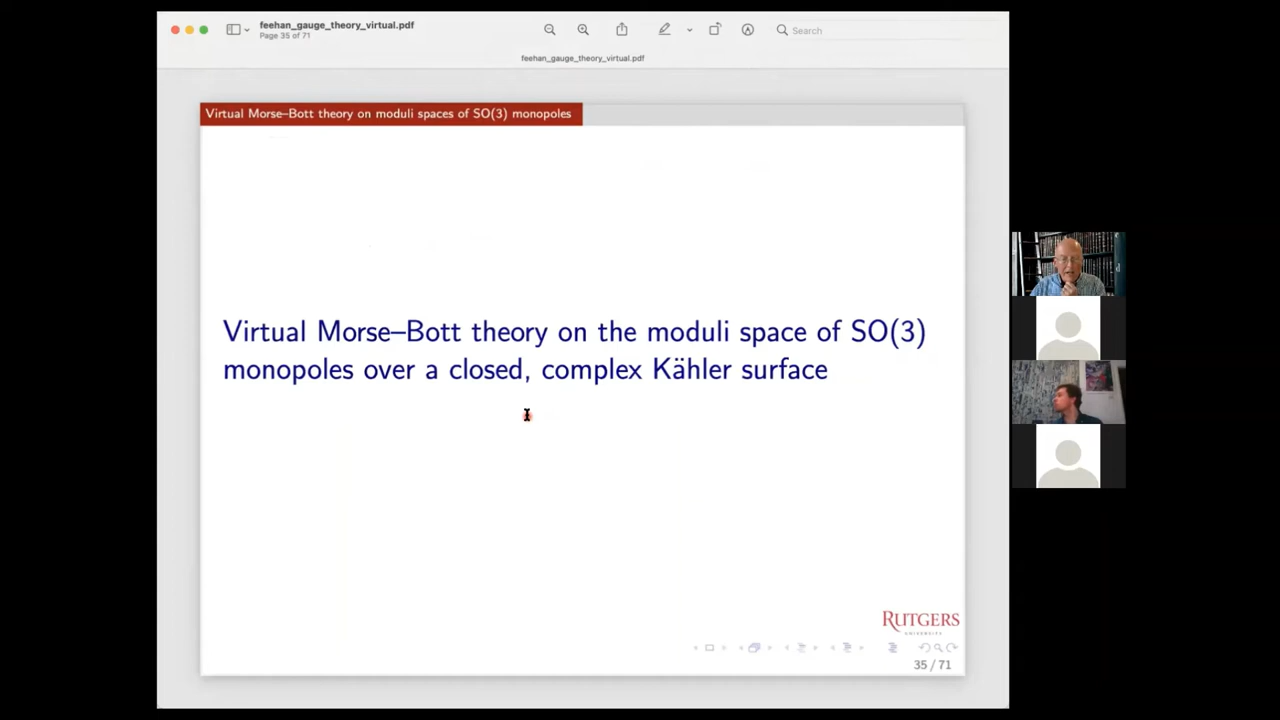 feehan_gauge_theory_virtual.pdf
Page 35 of 71
Search
feehan_gauge_theory_virtual.pdf
Virtual Morse–Bott theory on moduli spaces of SO(3) monopoles
Virtual Morse–Bott theory on the moduli space of SO(3)
monopoles over a closed, complex Kähler surface
RUTGERS
UNIVERSITY
35 / 71